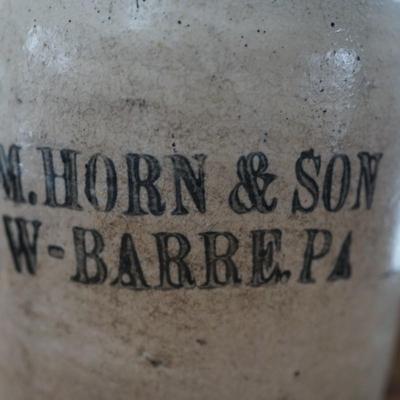 M. HORN & SON
W-BARRE, PA